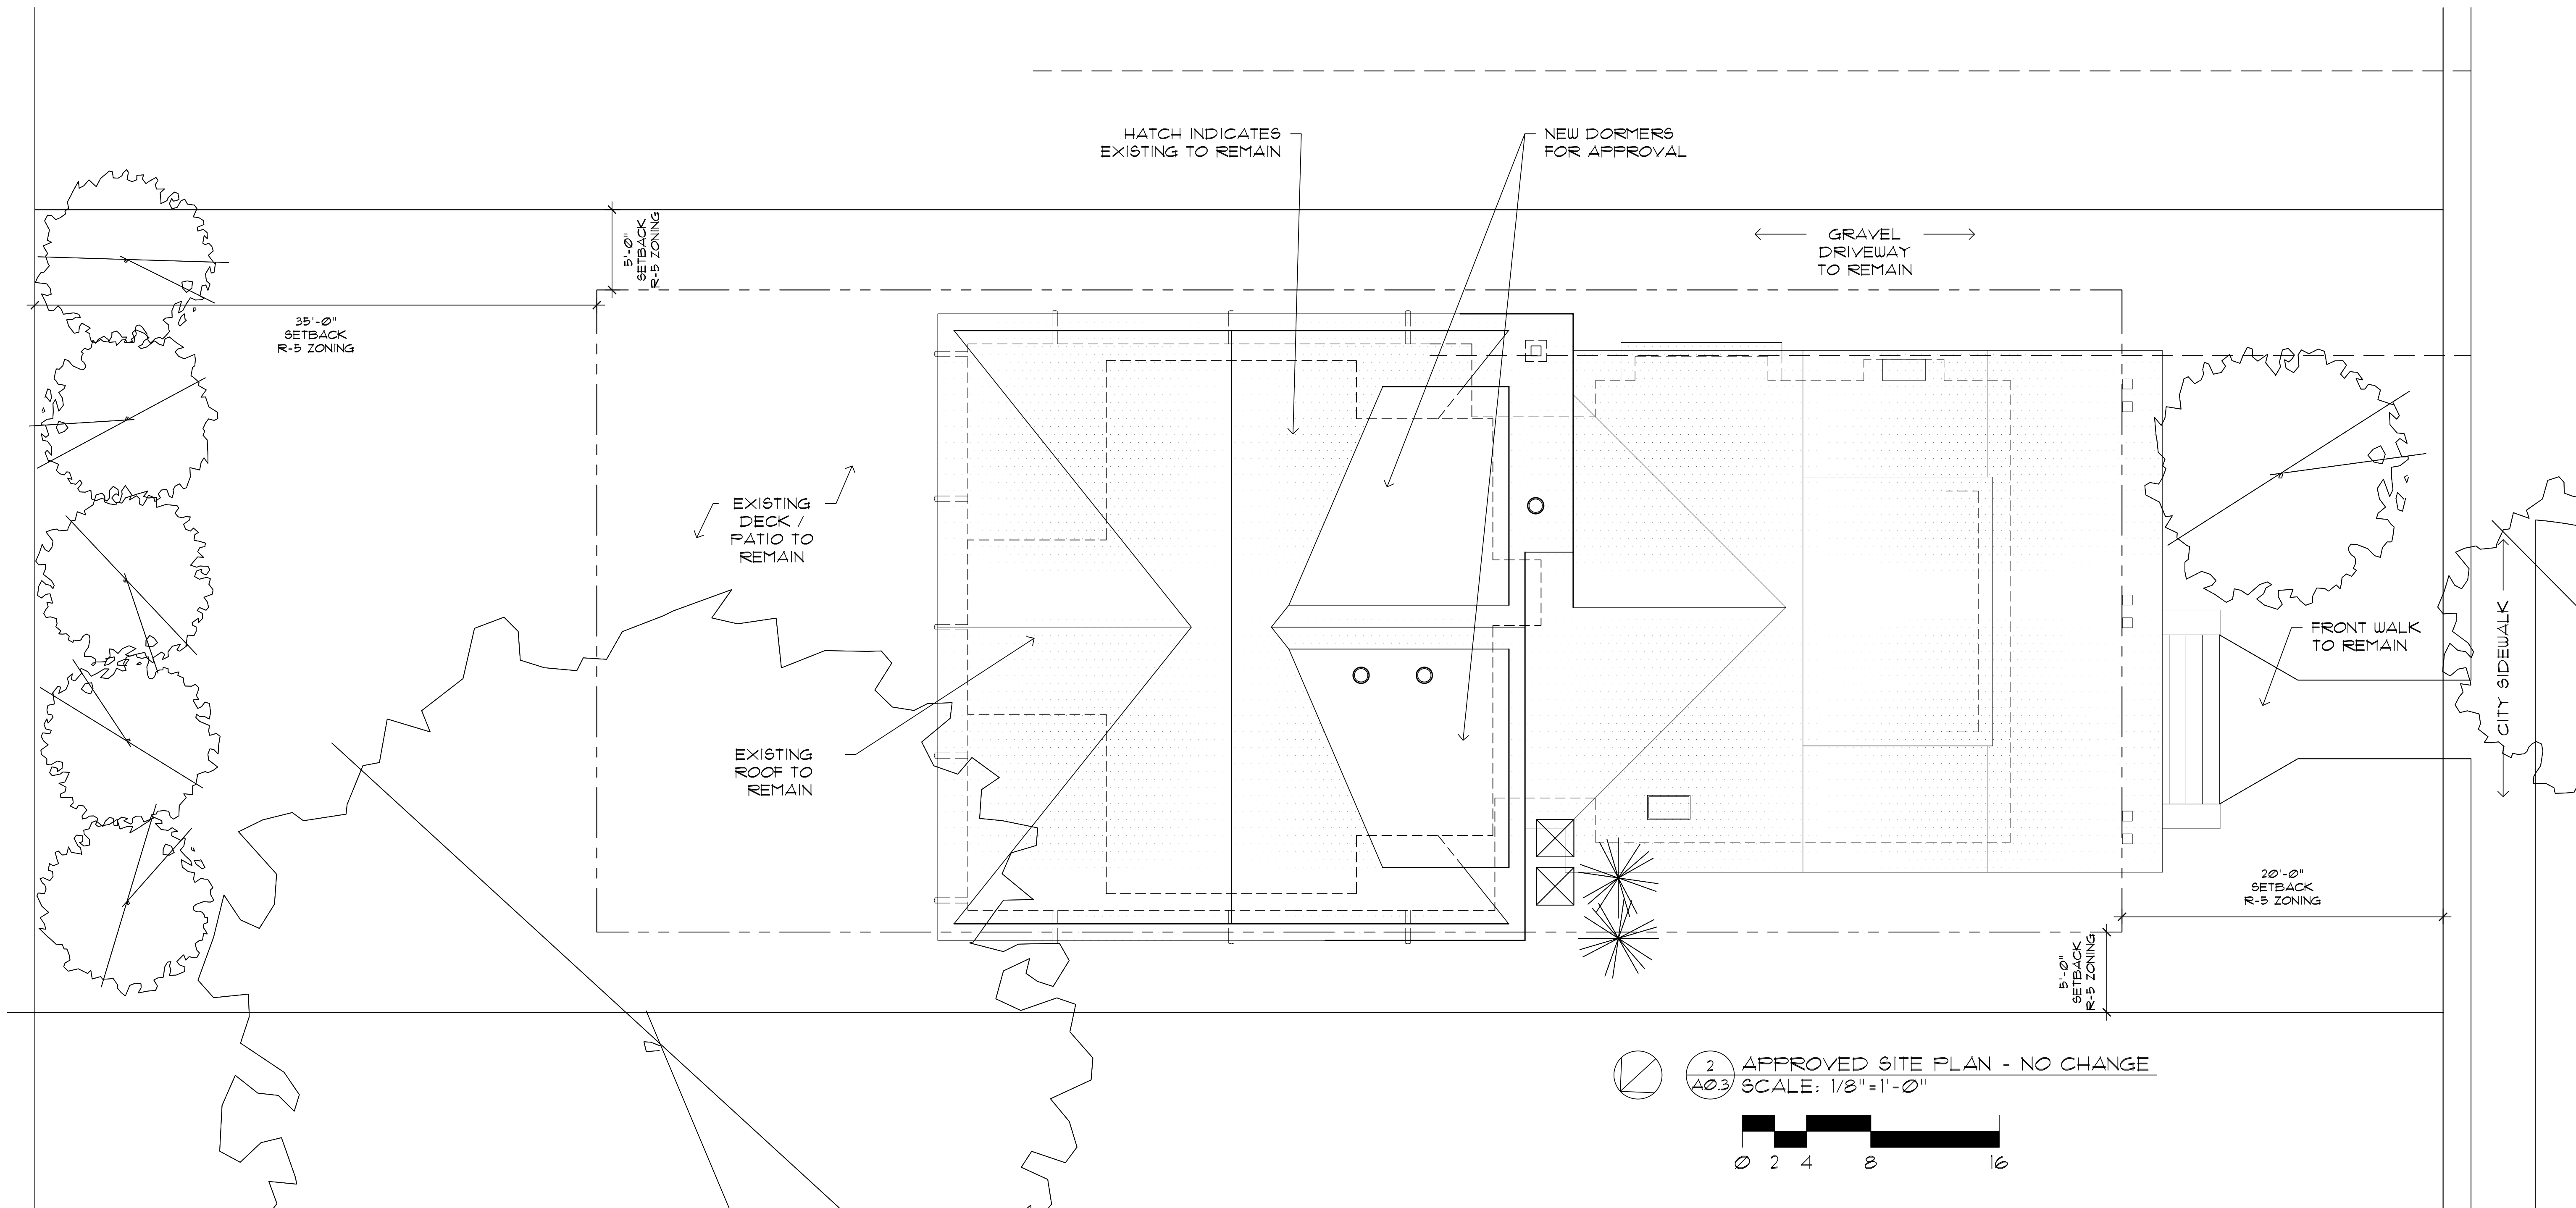 HATCH INDICATES
EXISTING TO REMAIN
NEW DORMERS
FOR APPROVAL
5'-0"
SETBACK
R-5 ZONING
GRAVEL
DRIVEWAY
TO REMAIN
35'-0"
SETBACK
R-5 ZONING
EXISTING
DECK /
PATIO TO
REMAIN
FRONT WALK
TO REMAIN
CITY SIDEWALK
EXISTING
ROOF TO
REMAIN
20'-0"
SETBACK
R-5 ZONING
5'-0"
SETBACK
R-5 ZONING
2
A0.3
APPROVED SITE PLAN - NO CHANGE
SCALE: 1/8"=1'-0"
0 2 4 8 16